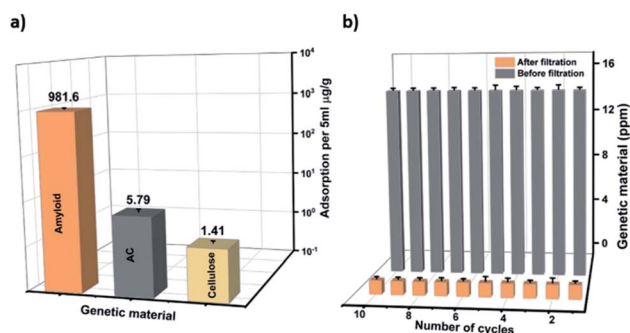 a)
981.6
5.79
1.41
Amyloid
AC
Cellulose
Genetic material
10⁴
10³
10²
10¹
10⁰
10⁻¹
Adsorption per 5ml µg/g
b)
After filtration
Before filtration
16
12
8
4
0
Genetic material (ppm)
10
8
6
4
2
Number of cycles